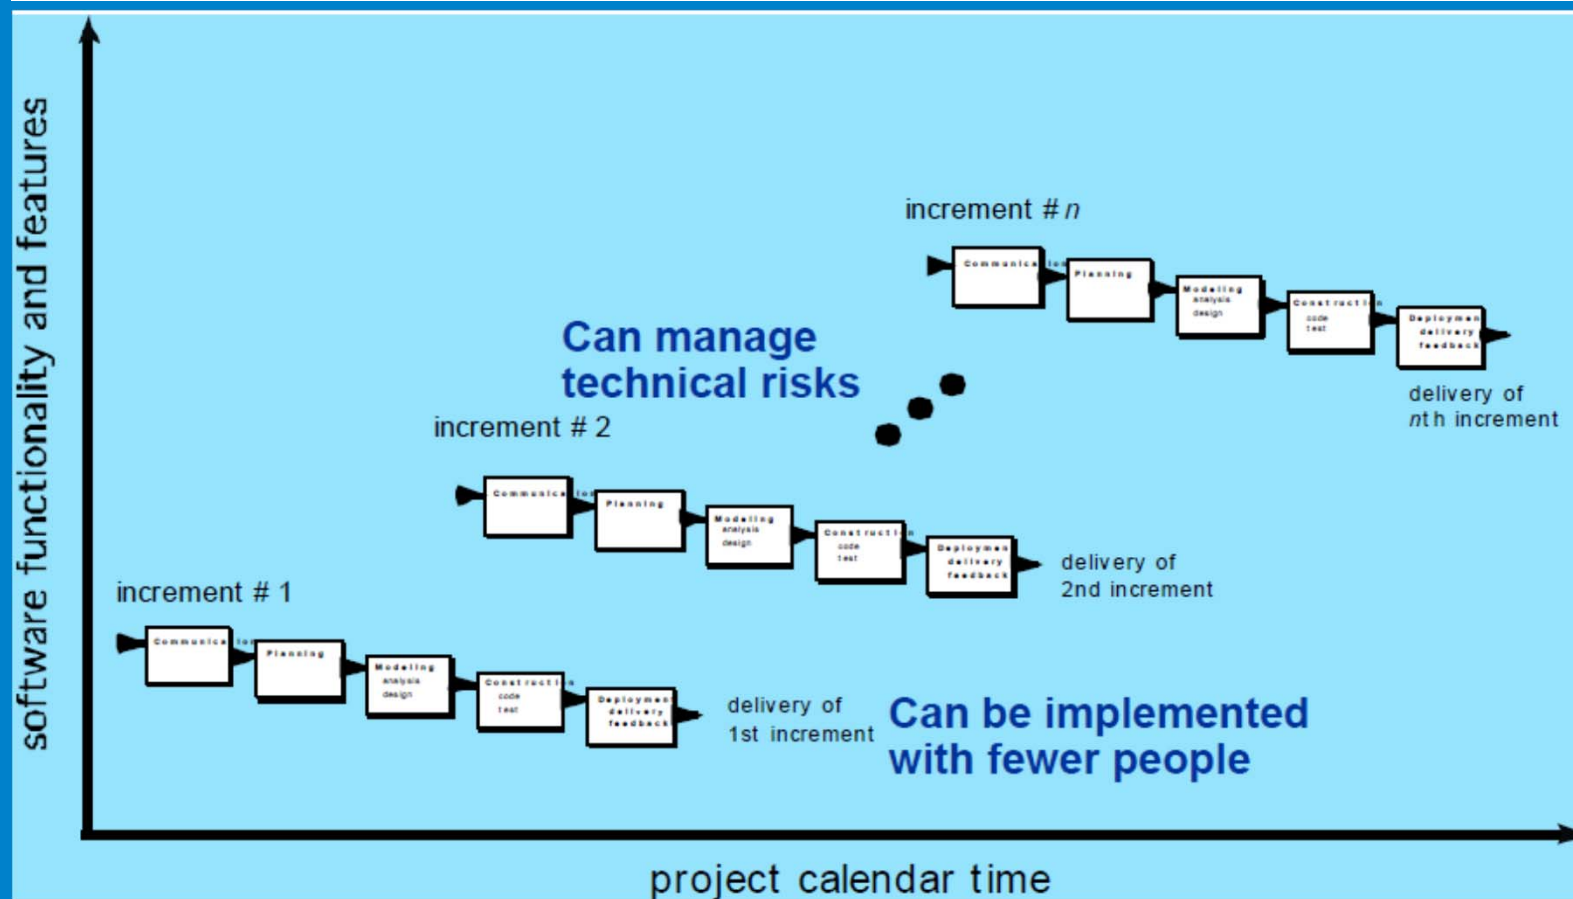 software functionality and features
increment # n
Communication
Planning
Modeling
analysis
design
Construction
code
test
Deployment
delivery
feedback
delivery of
nth increment
Can manage
technical risks
increment # 2
Communication
Planning
Modeling
analysis
design
Construction
code
test
Deployment
delivery
feedback
delivery of
2nd increment
increment # 1
Communication
Planning
Modeling
analysis
design
Construction
code
test
Deployment
delivery
feedback
delivery of
1st increment
Can be implemented
with fewer people
project calendar time